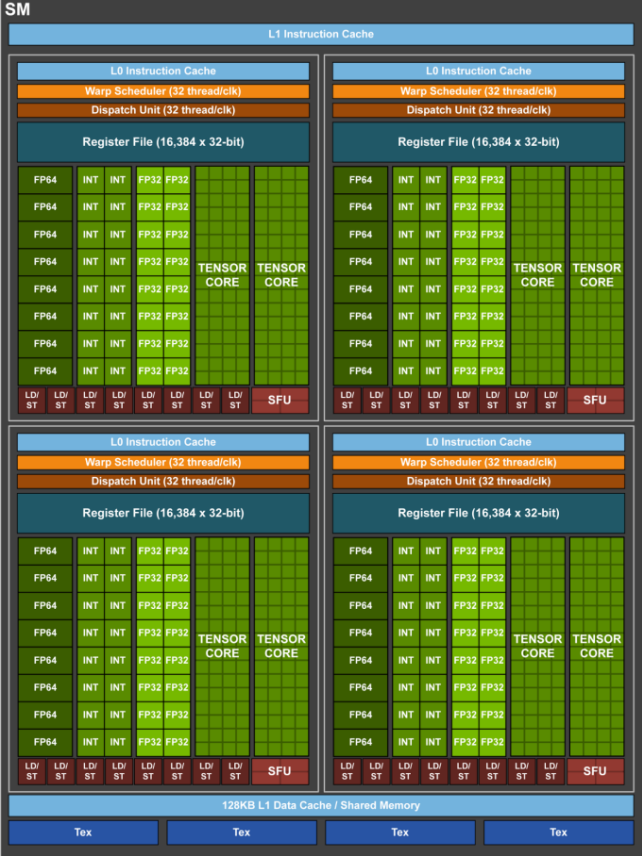 SM
L1 Instruction Cache
L0 Instruction Cache
Warp Scheduler (32 thread/clk)
Dispatch Unit (32 thread/clk)
Register File (16,384 x 32-bit)
FP64 INT INT FP32 FP32
FP64 INT INT FP32 FP32
FP64 INT INT FP32 FP32
FP64 INT INT FP32 FP32 TENSOR TENSOR
FP64 INT INT FP32 FP32 CORE CORE
FP64 INT INT FP32 FP32
FP64 INT INT FP32 FP32
FP64 INT INT FP32 FP32
LD/ LD/ LD/ LD/ LD/ LD/ LD/ LD/ SFU
ST ST ST ST ST ST ST ST
L0 Instruction Cache
Warp Scheduler (32 thread/clk)
Dispatch Unit (32 thread/clk)
Register File (16,384 x 32-bit)
FP64 INT INT FP32 FP32
FP64 INT INT FP32 FP32
FP64 INT INT FP32 FP32
FP64 INT INT FP32 FP32 TENSOR TENSOR
FP64 INT INT FP32 FP32 CORE CORE
FP64 INT INT FP32 FP32
FP64 INT INT FP32 FP32
FP64 INT INT FP32 FP32
LD/ LD/ LD/ LD/ LD/ LD/ LD/ LD/ SFU
ST ST ST ST ST ST ST ST
L0 Instruction Cache
Warp Scheduler (32 thread/clk)
Dispatch Unit (32 thread/clk)
Register File (16,384 x 32-bit)
FP64 INT INT FP32 FP32
FP64 INT INT FP32 FP32
FP64 INT INT FP32 FP32
FP64 INT INT FP32 FP32 TENSOR TENSOR
FP64 INT INT FP32 FP32 CORE CORE
FP64 INT INT FP32 FP32
FP64 INT INT FP32 FP32
FP64 INT INT FP32 FP32
LD/ LD/ LD/ LD/ LD/ LD/ LD/ LD/ SFU
ST ST ST ST ST ST ST ST
L0 Instruction Cache
Warp Scheduler (32 thread/clk)
Dispatch Unit (32 thread/clk)
Register File (16,384 x 32-bit)
FP64 INT INT FP32 FP32
FP64 INT INT FP32 FP32
FP64 INT INT FP32 FP32
FP64 INT INT FP32 FP32 TENSOR TENSOR
FP64 INT INT FP32 FP32 CORE CORE
FP64 INT INT FP32 FP32
FP64 INT INT FP32 FP32
FP64 INT INT FP32 FP32
LD/ LD/ LD/ LD/ LD/ LD/ LD/ LD/ SFU
ST ST ST ST ST ST ST ST
128KB L1 Data Cache / Shared Memory
Tex Tex Tex Tex